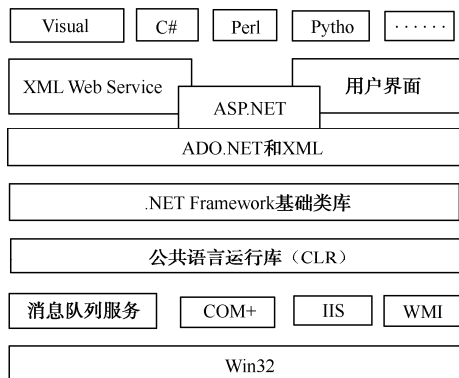 Visual C# Perl Pytho ······
XML Web Service 用户界面
ASP.NET
ADO.NET和XML
.NET Framework基础类库
公共语言运行库（CLR）
消息队列服务 COM+ IIS WMI
Win32